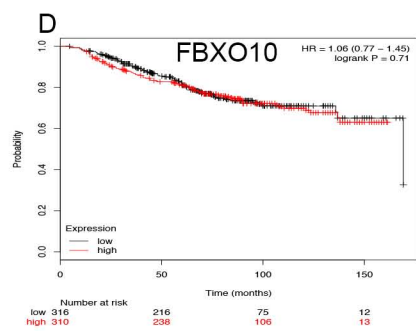 D
FBXO10
HR = 1.06 (0.77 − 1.45)
logrank P = 0.71
Probability
1.0
0.8
0.6
0.4
0.2
0.0
Expression
low
high
0 50 100 150
Time (months)
Number at risk
low 316 216 75 12
high 310 238 106 13